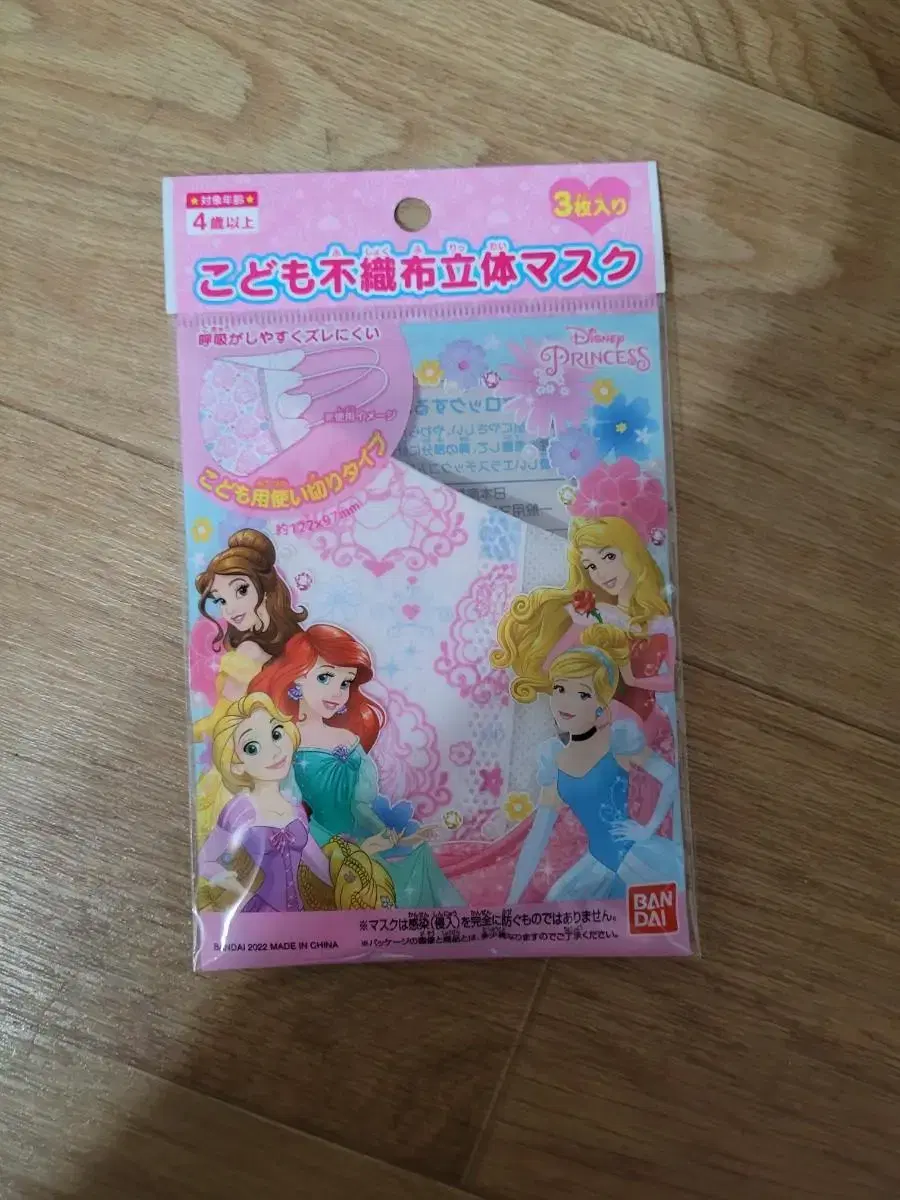 ★対象年齢★
4歳以上
3枚入り
こども不織布立体マスク
呼吸がしやすくズレにくい
Disney
PRINCESS
※使用イメージ
こども用使い切りタイプ
約122×97mm
※マスクは感染(侵入)を完全に防ぐものではありません。
※パッケージの画像と商品とは、多少異なりますのでご了承ください。
BANDAI 2022 MADE IN CHINA
BAN
DAI